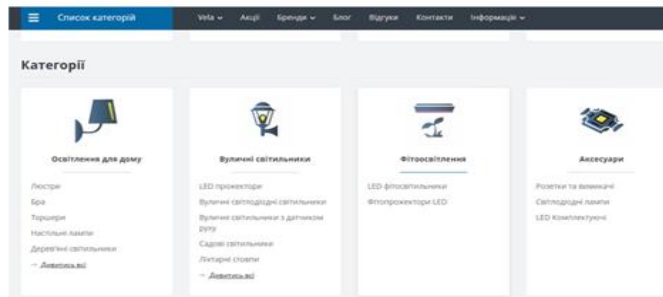 Список категорій
Vela Акції Бренди Блог Відгуки Контакти Інформація
Категорії
Освітлення для дому
Люстри
Бра
Торшери
Настільні лампи
Дерев'яні світильники
→ Дивитись всі
Вуличні світильники
LED прожектори
Вуличні світлодіодні світильники
Вуличні світильники з датчиком
руху
Садові світильники
Ліхтарні стовпи
→ Дивитись всі
Фітоосвітлення
LED фітосвітильники
Фітопрожектори LED
Аксесуари
Розетки та вимикачі
Світлодіодні лампи
LED Комплектуючі